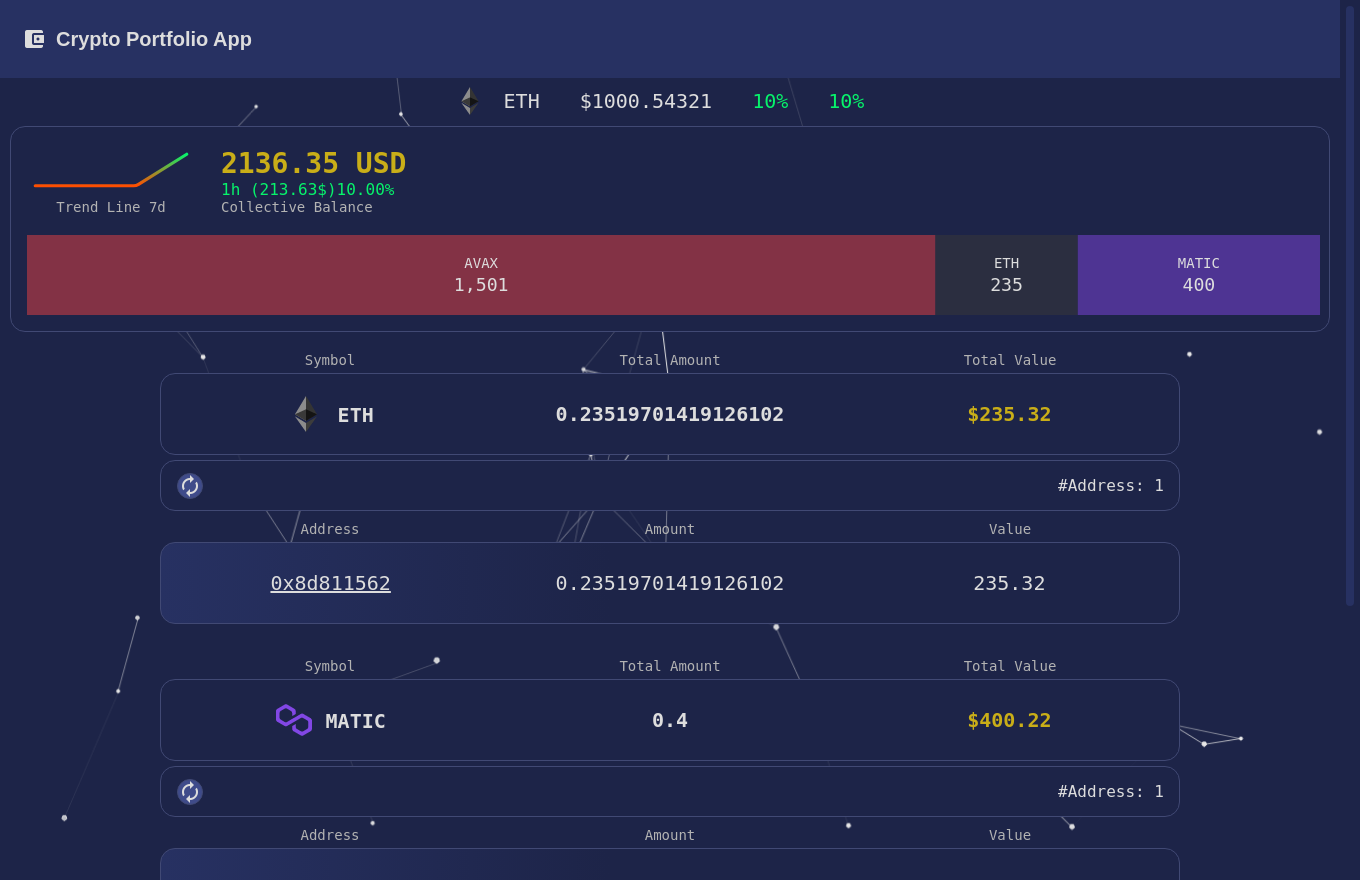 Crypto Portfolio App
ETH $1000.54321 10% 10%
2136.35 USD
1h (213.63$)10.00%
Trend Line 7d Collective Balance
AVAX ETH MATIC
1,501 235 400
Symbol Total Amount Total Value
ETH 0.23519701419126102 $235.32
#Address: 1
Address Amount Value
0x8d811562 0.23519701419126102 235.32
Symbol Total Amount Total Value
MATIC 0.4 $400.22
#Address: 1
Address Amount Value